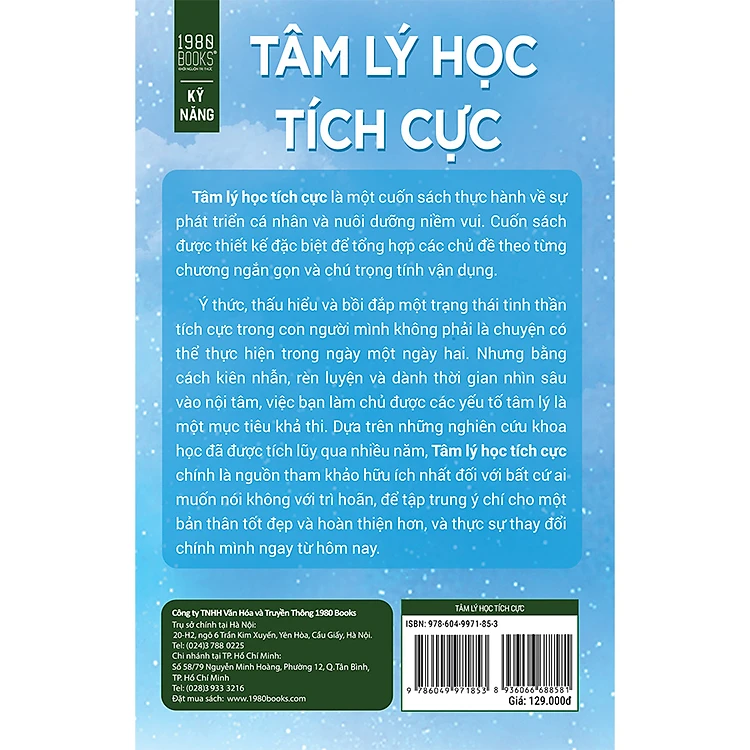 1980
BOOKS®
KHƠI NGUỒN TRI THỨC
KỸ
NĂNG
TÂM LÝ HỌC
TÍCH CỰC
Tâm lý học tích cực là một cuốn sách thực hành về sự
phát triển cá nhân và nuôi dưỡng niềm vui. Cuốn sách
được thiết kế đặc biệt để tổng hợp các chủ đề theo từng
chương ngắn gọn và chú trọng tính vận dụng.
Ý thức, thấu hiểu và bồi đắp một trạng thái tinh thần
tích cực trong con người mình không phải là chuyện có
thể thực hiện trong ngày một ngày hai. Nhưng bằng
cách kiên nhẫn, rèn luyện và dành thời gian nhìn sâu
vào nội tâm, việc bạn làm chủ được các yếu tố tâm lý là
một mục tiêu khả thi. Dựa trên những nghiên cứu khoa
học đã được tích lũy qua nhiều năm, Tâm lý học tích cực
chính là nguồn tham khảo hữu ích nhất đối với bất cứ ai
muốn nói không với trì hoãn, để tập trung ý chí cho một
bản thân tốt đẹp và hoàn thiện hơn, và thực sự thay đổi
chính mình ngay từ hôm nay.
Công ty TNHH Văn Hóa và Truyền Thông 1980 Books
Trụ sở chính tại Hà Nội:
20-H2, ngõ 6 Trần Kim Xuyến, Yên Hòa, Cầu Giấy, Hà Nội.
Tel: (024)3 788 0225
Chi nhánh tại TP. Hồ Chí Minh:
Số 58/79 Nguyễn Minh Hoàng, Phường 12, Q.Tân Bình,
TP. Hồ Chí Minh
Tel: (028)3 933 3216
Đặt mua sách: www.1980books.com
TÂM LÝ HỌC TÍCH CỰC
ISBN: 978-604-9971-85-3
9 786049 971853
8 936066 688581
Giá: 129.000đ